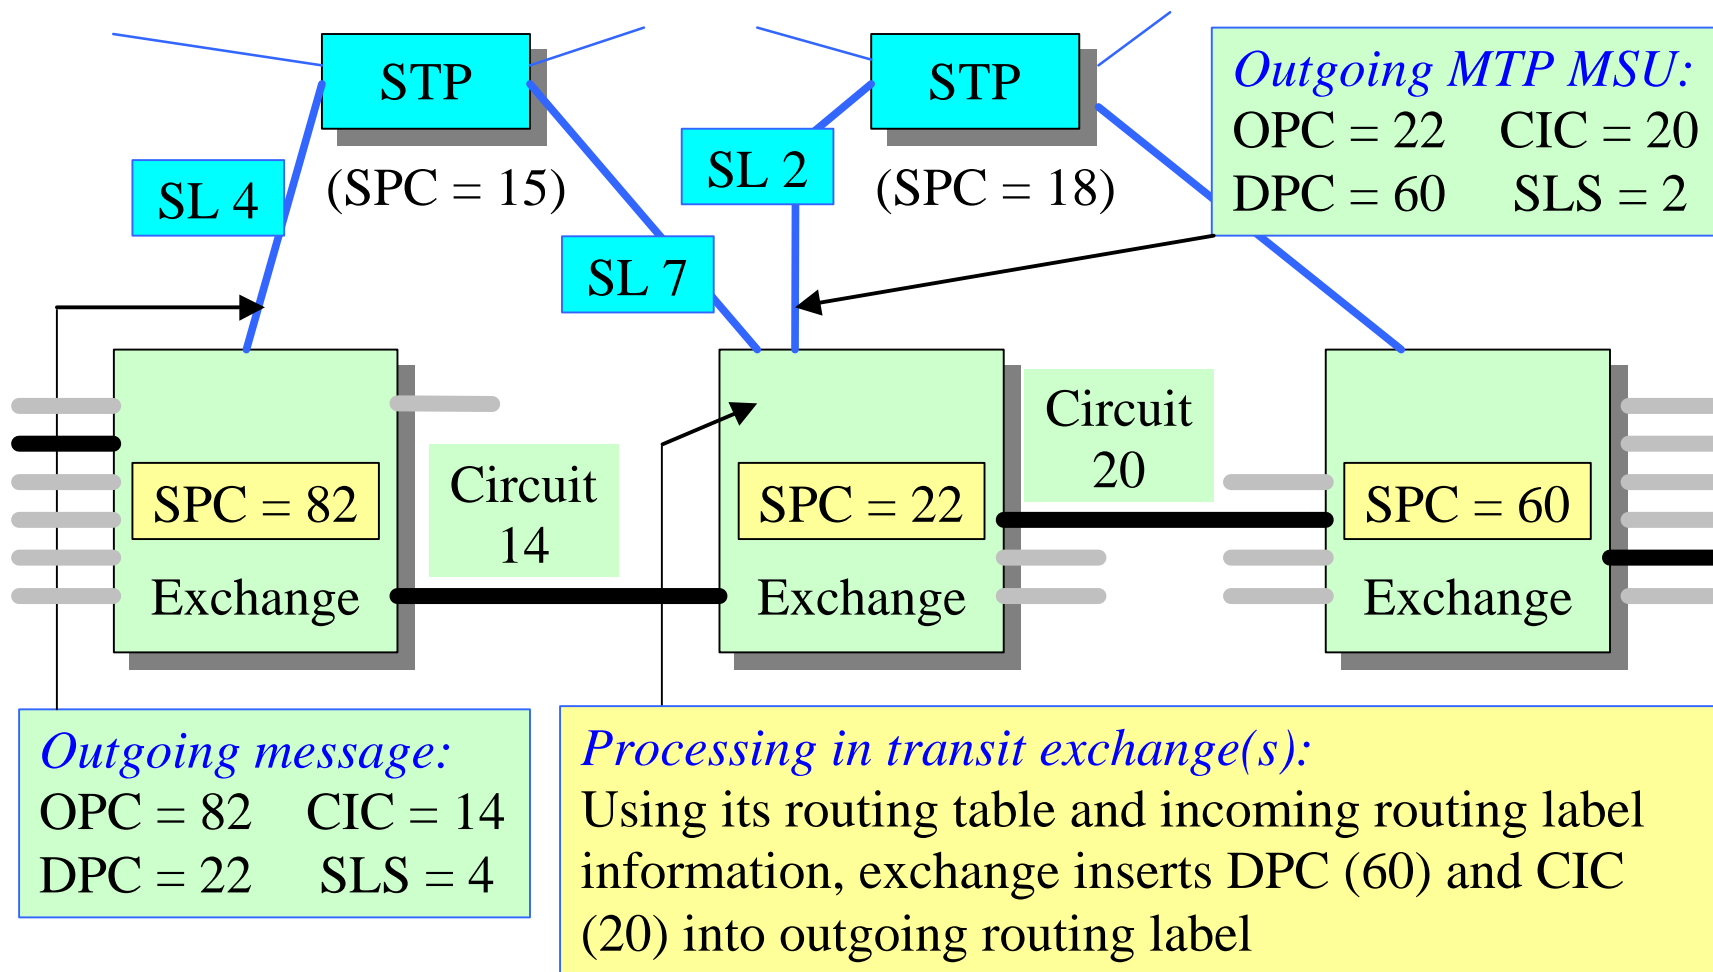 STP
STP
Outgoing MTP MSU:
OPC = 22 CIC = 20
DPC = 60 SLS = 2
SL 4
(SPC = 15)
SL 2
(SPC = 18)
SL 7
Circuit
14
Circuit
20
SPC = 82
Exchange
SPC = 22
Exchange
SPC = 60
Exchange
Outgoing message:
OPC = 82 CIC = 14
DPC = 22 SLS = 4
Processing in transit exchange(s):
Using its routing table and incoming routing label
information, exchange inserts DPC (60) and CIC
(20) into outgoing routing label